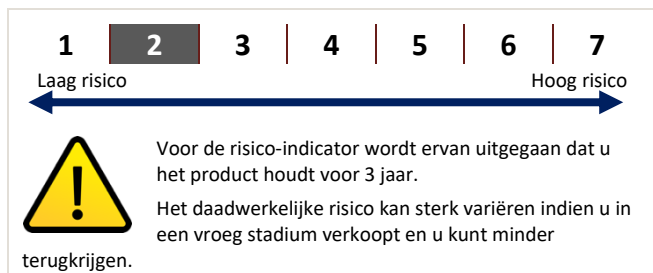 1 2 3 4 5 6 7
Laag risico Hoog risico
Voor de risico-indicator wordt ervan uitgegaan dat u
het product houdt voor 3 jaar.
Het daadwerkelijke risico kan sterk variëren indien u in
een vroeg stadium verkoopt en u kunt minder
terugkrijgen.